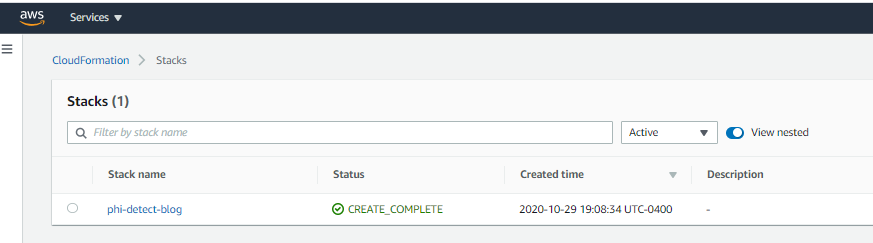 aws Services
CloudFormation Stacks
Stacks (1)
Filter by stack name Active View nested
Stack name Status Created time Description
phi-detect-blog CREATE_COMPLETE 2020-10-29 19:08:34 UTC-0400 -